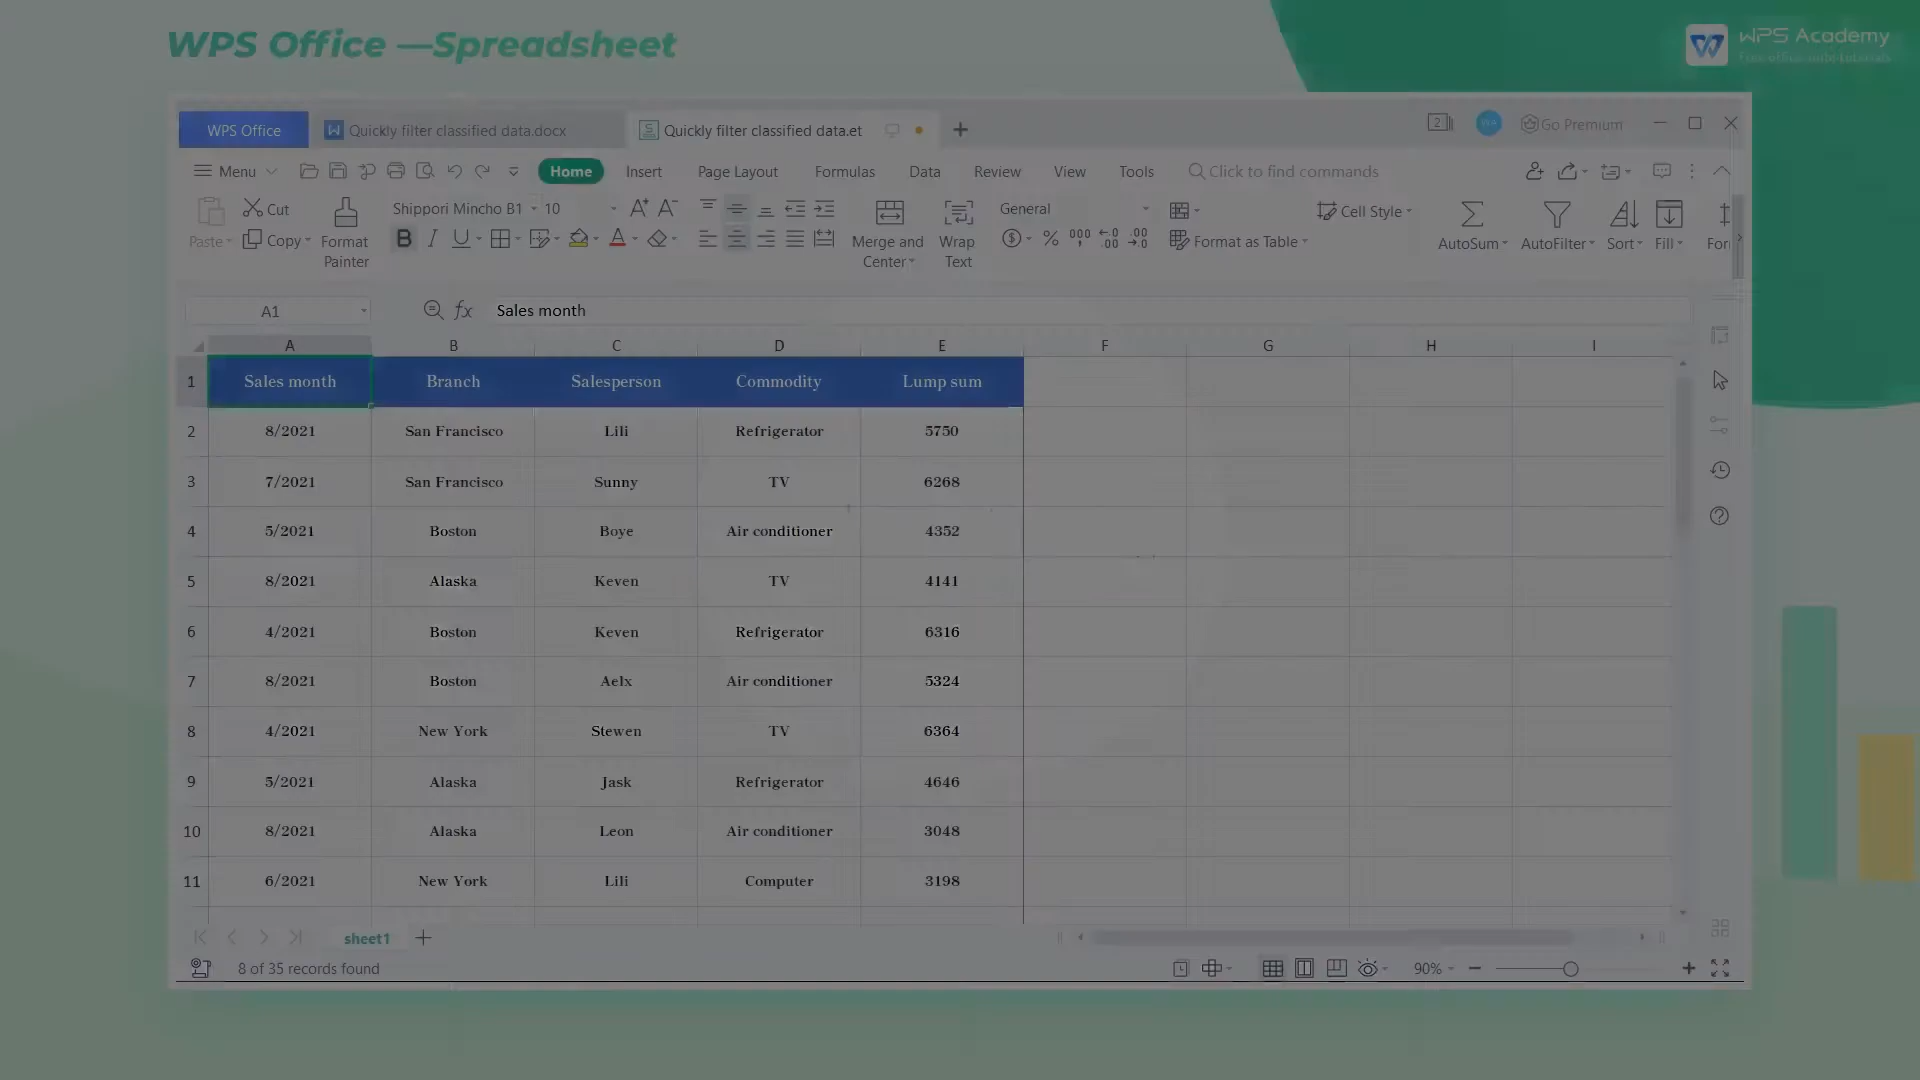 WPS Office —Spreadsheet
WPS Academy
WPS Office
Quickly filter classified data.docx
Quickly filter classified data.et
2
WA
Go Premium
Menu
Home
Insert
Page Layout
Formulas
Data
Review
View
Tools
Click to find commands
Paste
Cut
Copy
Format Painter
Shippori Mincho B1
10
Merge and Center
Wrap Text
General
Format as Table
Cell Style
AutoSum
AutoFilter
Sort
Fill
For
A1
fx
Sales month
A B C D E F G H I
1 Sales month Branch Salesperson Commodity Lump sum
2 8/2021 San Francisco Lili Refrigerator 5750
3 7/2021 San Francisco Sunny TV 6268
4 5/2021 Boston Boye Air conditioner 4352
5 8/2021 Alaska Keven TV 4141
6 4/2021 Boston Keven Refrigerator 6316
7 8/2021 Boston Aelx Air conditioner 5324
8 4/2021 New York Stewen TV 6364
9 5/2021 Alaska Jask Refrigerator 4646
10 8/2021 Alaska Leon Air conditioner 3048
11 6/2021 New York Lili Computer 3198
sheet1
8 of 35 records found
90%